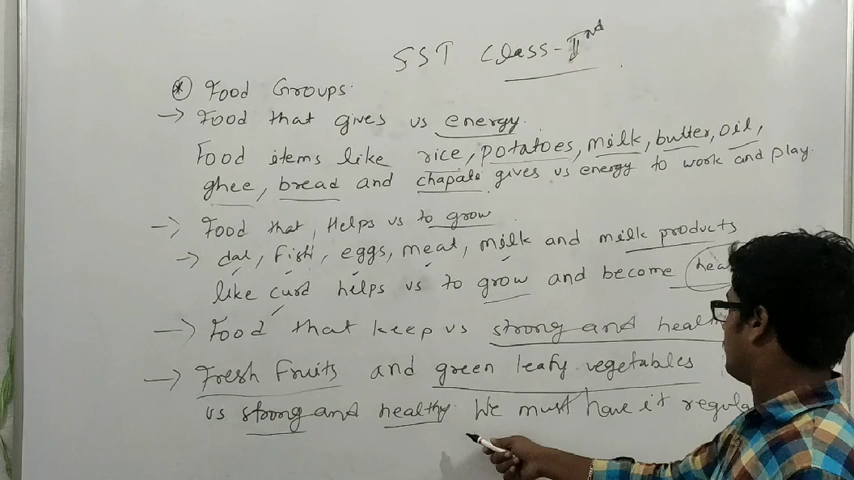 SST Class-IInd
* Food Groups.
→ Food that gives us energy.
Food items like rice, potatoes, milk, butter, oil,
ghee, bread and chapati gives us energy to work and play.
→ Food that, Helps us to grow.
→ dal, Fish, eggs, meat, milk and milk products
like curd helps us to grow and become
→ Food that keep us strong and
→ Fresh Fruits and green leafy vegetables
us strong and healthy. We must have it